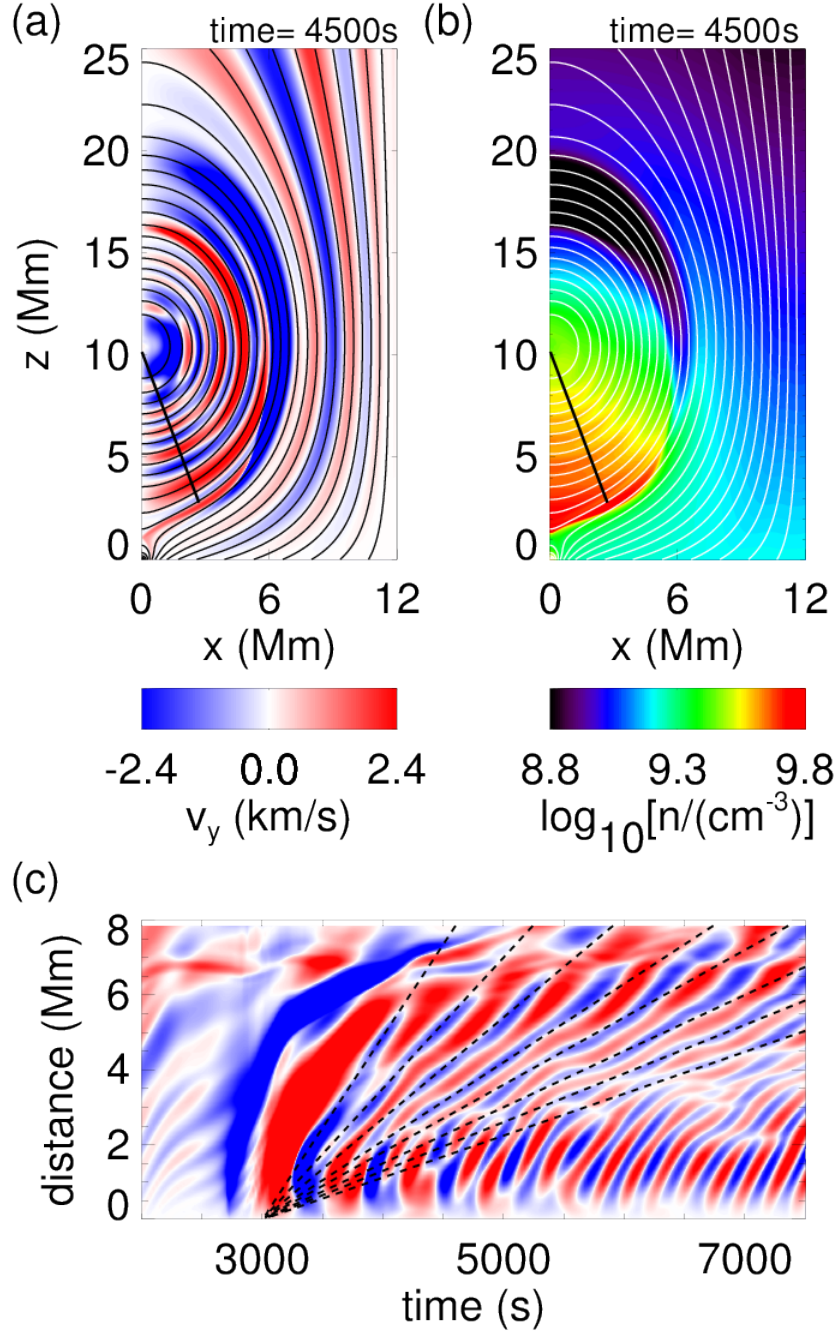 (a) time= 4500s (b) time= 4500s
25 25
20 20
15 15
z (Mm)
10 10
5 5
0 0
0 6 12 0 6 12
x (Mm) x (Mm)
-2.4 0.0 2.4 8.8 9.3 9.8
v_y (km/s) log_10[n/(cm^-3)]
(c)
8
6
distance (Mm)
4
2
0
3000 5000 7000
time (s)